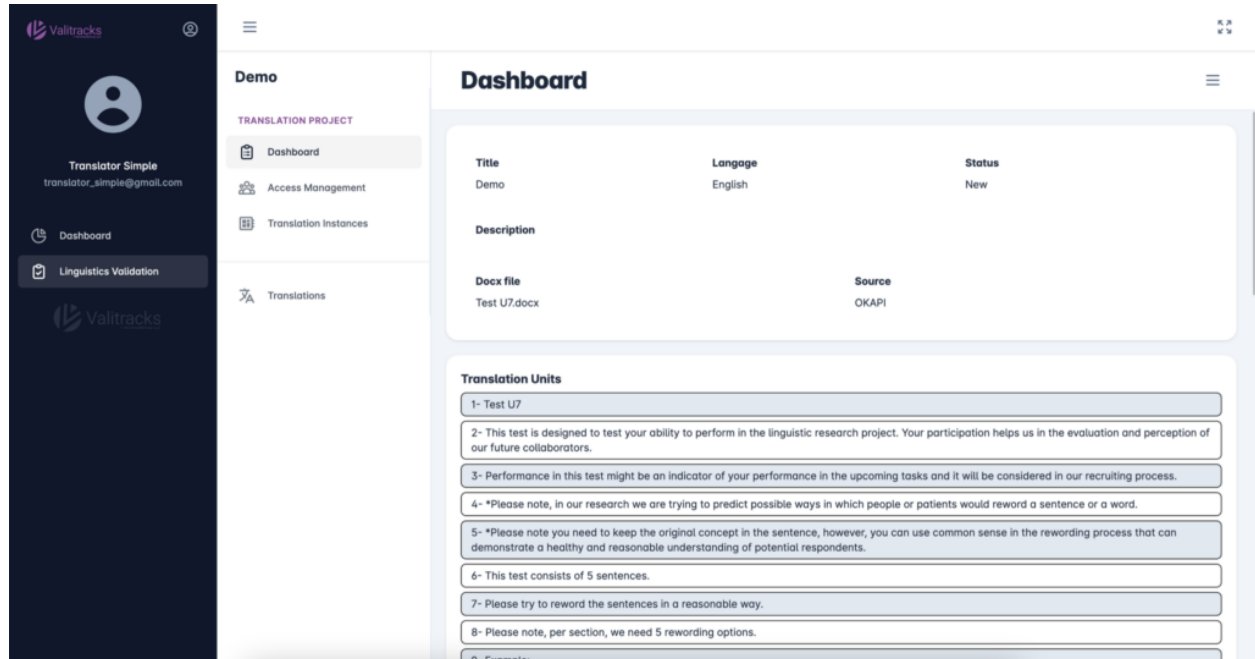 Valitracks
Translator Simple
translator_simple@gmail.com
Dashboard
Linguistics Validation
Valitracks
Demo
TRANSLATION PROJECT
Dashboard
Access Management
Translation Instances
Translations
Dashboard
Title
Langage
Status
Demo
English
New
Description
Docx file
Source
Test U7.docx
OKAPI
Translation Units
1- Test U7
2- This test is designed to test your ability to perform in the linguistic research project. Your participation helps us in the evaluation and perception of
our future collaborators.
3- Performance in this test might be an indicator of your performance in the upcoming tasks and it will be considered in our recruiting process.
4- *Please note, in our research we are trying to predict possible ways in which people or patients would reword a sentence or a word.
5- *Please note you need to keep the original concept in the sentence, however, you can use common sense in the rewording process that can
demonstrate a healthy and reasonable understanding of potential respondents.
6- This test consists of 5 sentences.
7- Please try to reword the sentences in a reasonable way.
8- Please note, per section, we need 5 rewording options.
9- Example: